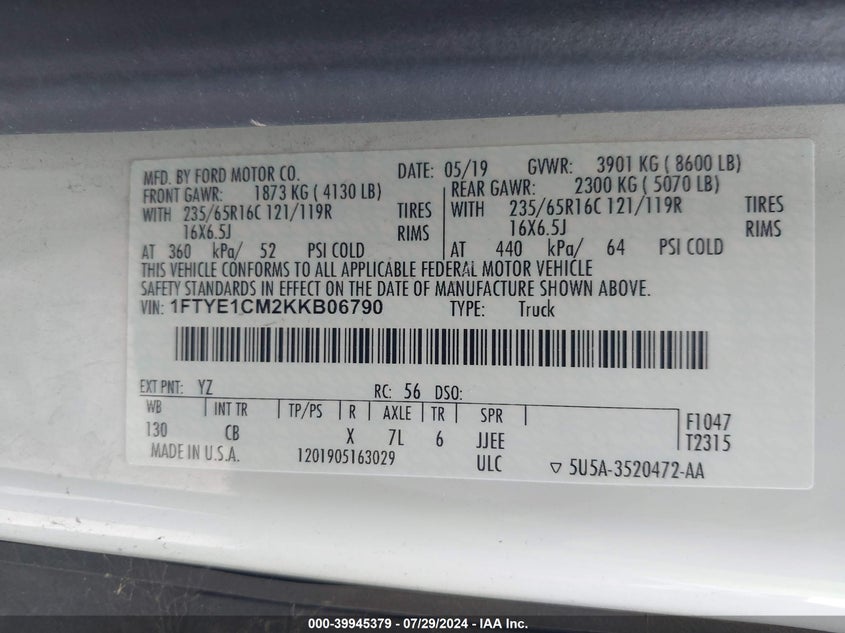 MFD. BY FORD MOTOR CO. DATE: 05/19 GVWR: 3901 KG ( 8600 LB)
FRONT GAWR: 1873 KG ( 4130 LB) REAR GAWR: 2300 KG ( 5070 LB)
WITH 235/65R16C 121/119R TIRES WITH 235/65R16C 121/119R TIRES
16X6.5J RIMS 16X6.5J RIMS
AT 360 kPa/ 52 PSI COLD AT 440 kPa/ 64 PSI COLD
THIS VEHICLE CONFORMS TO ALL APPLICABLE FEDERAL MOTOR VEHICLE
SAFETY STANDARDS IN EFFECT ON THE DATE OF MANUFACTURE SHOWN ABOVE.
VIN: 1FTYE1CM2KKB06790 TYPE: Truck
EXT PNT: YZ RC: 56 DSO:
WB INT TR TP/PS R AXLE TR SPR F1047
130 CB X 7L 6 JJEE T2315
MADE IN U.S.A. 1201905163029 ULC ▽ 5U5A-3520472-AA
000-39945379 - 07/29/2024 - IAA Inc.